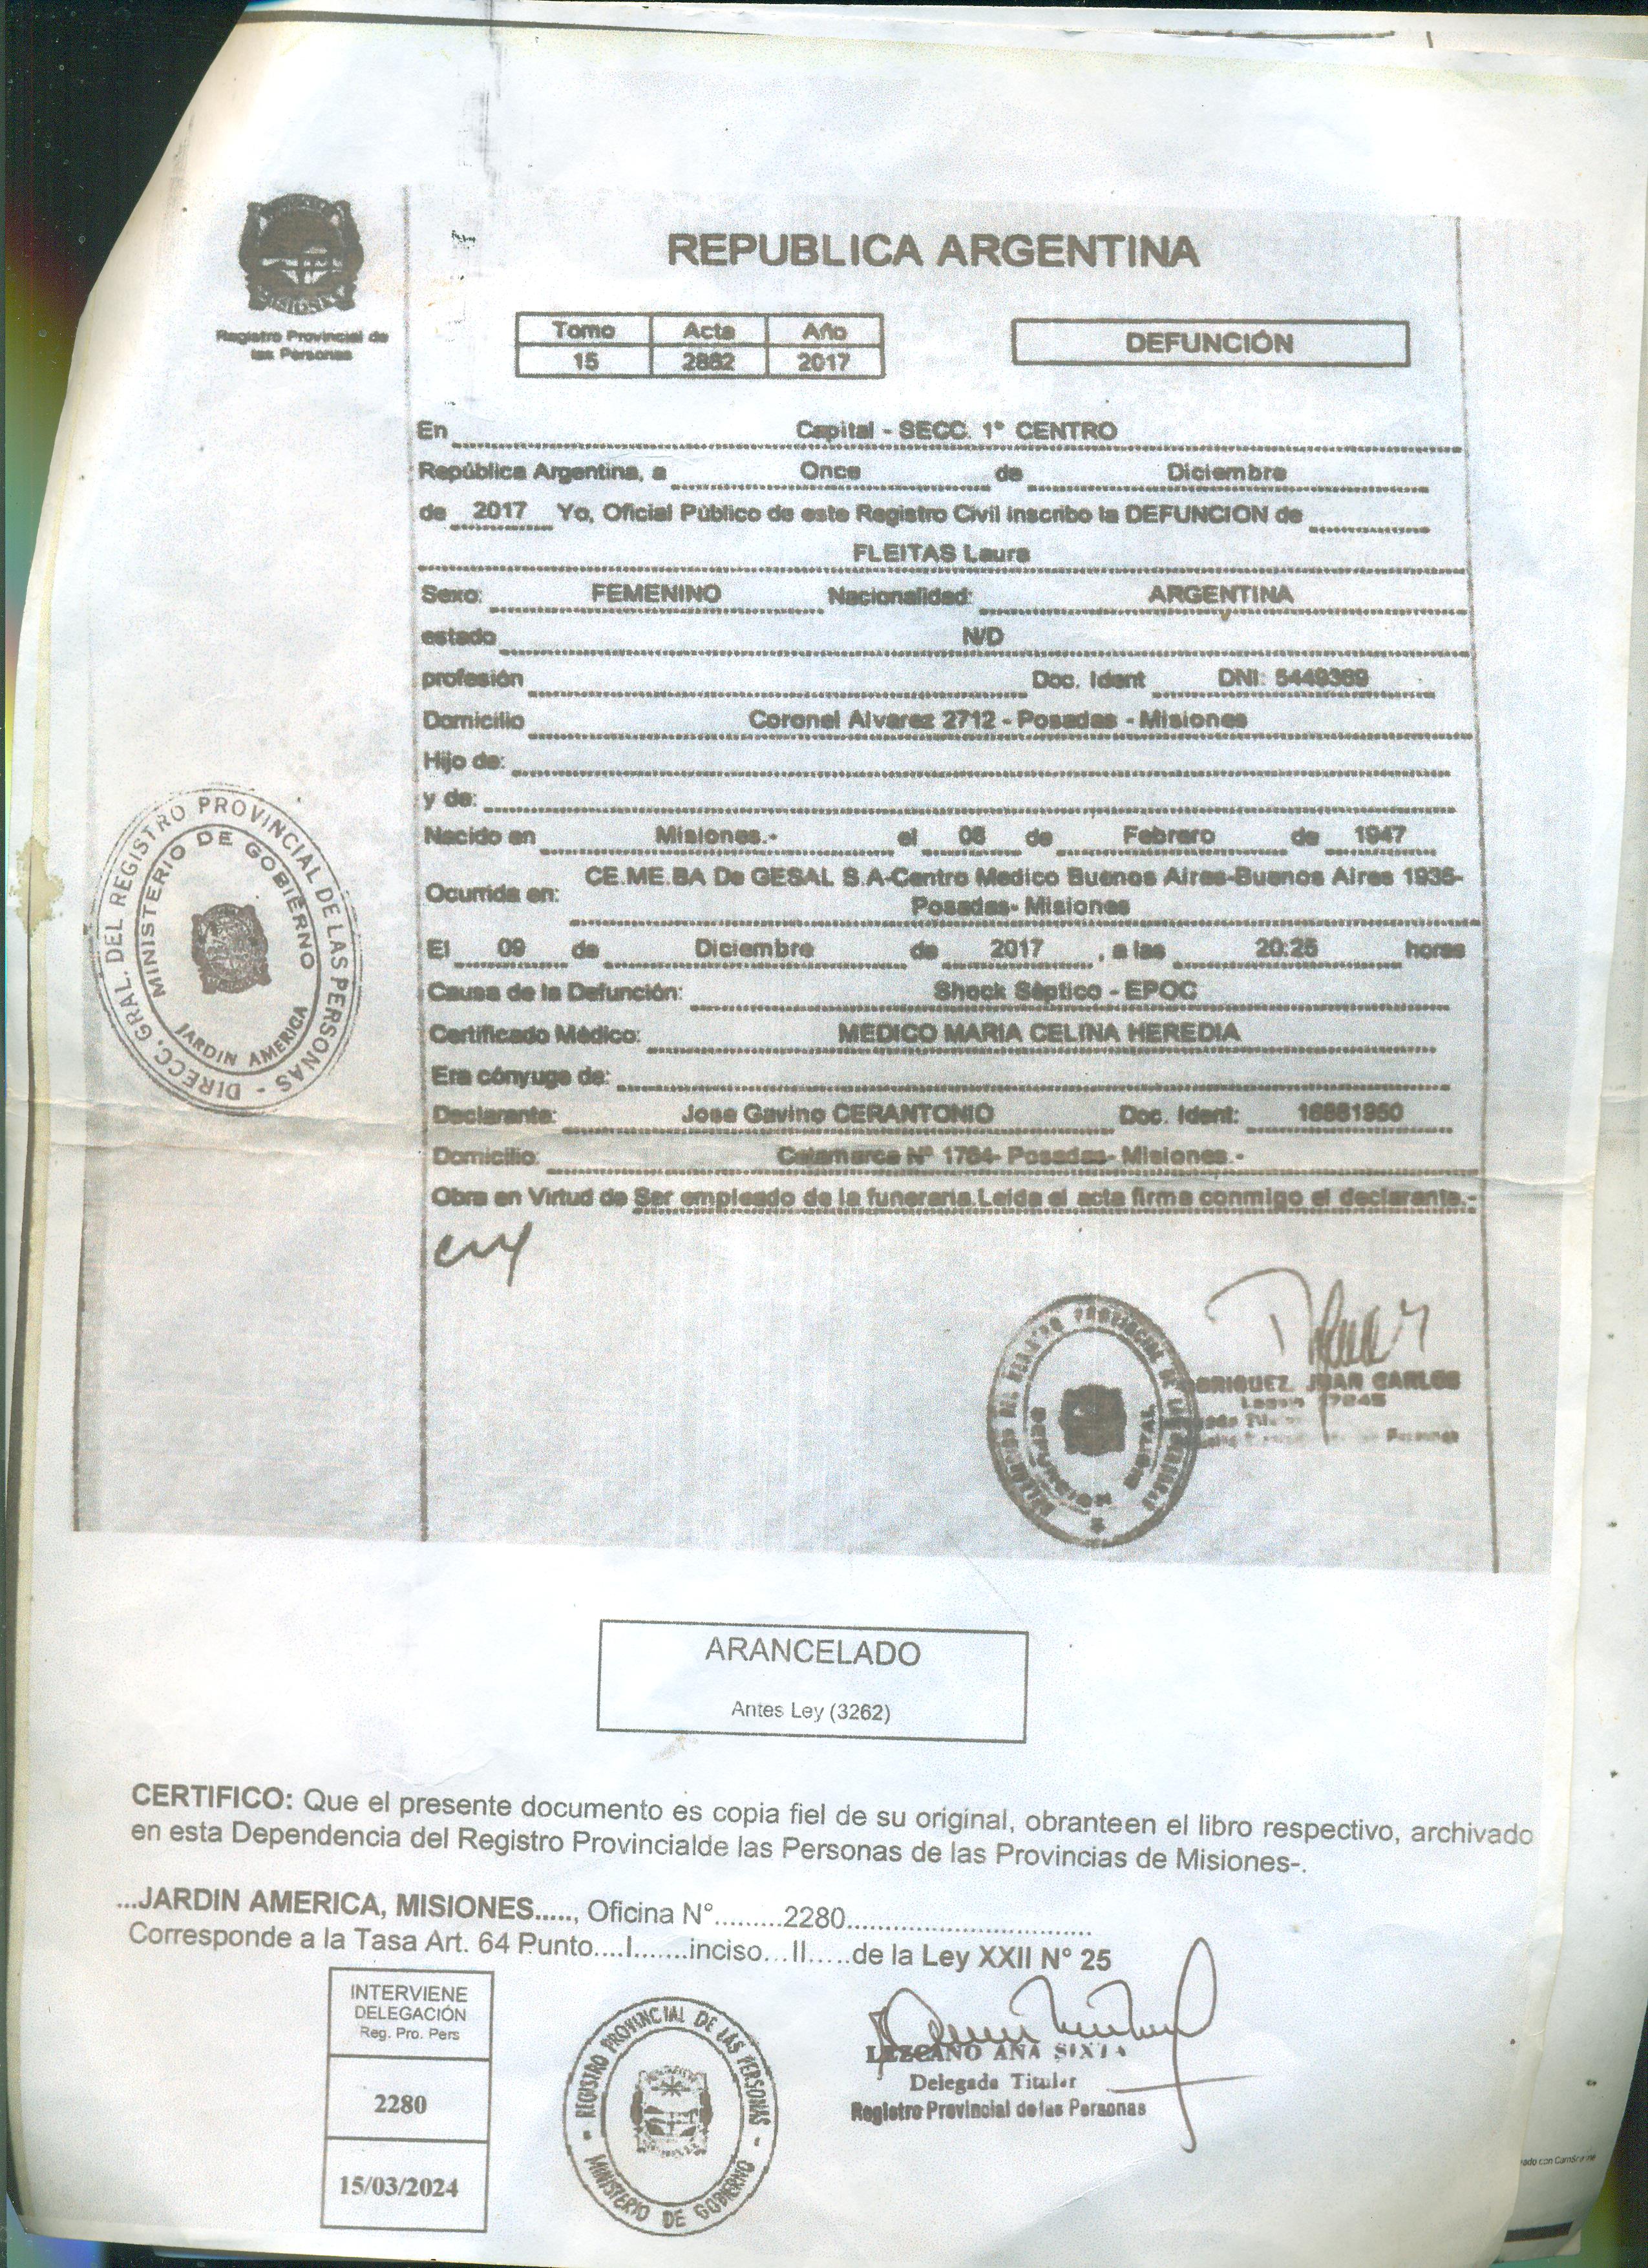 REPUBLICA ARGENTINA
Registro Provincial de
las Personas
Tomo Acta Año
15 2882 2017
DEFUNCIÓN
En Capital - SECC. 1° CENTRO
República Argentina, a Once de Diciembre
de 2017 Yo, Oficial Público de este Registro Civil inscribo la DEFUNCION de
FLEITAS Laura
Sexo: FEMENINO Nacionalidad: ARGENTINA
estado N/D
profesión Doc. Ident DNI: 5449369
Domicilio Coronel Alvarez 2712 - Posadas - Misiones
Hijo de:
y de:
Nacido en Misiones.- el 08 de Febrero de 1947
Ocurrida en: CE.ME.BA De GESAL S.A-Centro Medico Buenos Aires-Buenos Aires 1935-
Posadas- Misiones
El 09 de Diciembre de 2017, a las 20:25 horas
Causa de la Defunción: Shock Séptico - EPOC
Certificado Médico: MEDICO MARIA CELINA HEREDIA
Era cónyuge de:
Declarante: Jose Gavino CERANTONIO Doc. Ident: 16881950
Domicilio: Catamarca Nº 1784- Posadas- Misiones.-
Obra en Virtud de Ser empleado de la funeraria.Leida el acta firma conmigo el declarante.-
DIRECC. GRAL. DEL REGISTRO PROVINCIAL DE LAS PERSONAS -
MINISTERIO DE GOBIERNO
JARDIN AMERICA
JUAN CARLOS
ARANCELADO
Antes Ley (3262)
CERTIFICO: Que el presente documento es copia fiel de su original, obranteen el libro respectivo, archivado
en esta Dependencia del Registro Provincialde las Personas de las Provincias de Misiones-.
...JARDIN AMERICA, MISIONES....., Oficina N°.........2280................................
Corresponde a la Tasa Art. 64 Punto....I.......inciso...II.....de la Ley XXII N° 25
INTERVIENE
DELEGACIÓN
Reg. Pro. Pers
2280
15/03/2024
REGISTRO PROVINCIAL DE LAS PERSONAS
- MINISTERIO DE GOBIERNO -
LEZCANO ANA SIXTA
Delegada Titular
Registro Provincial de las Personas